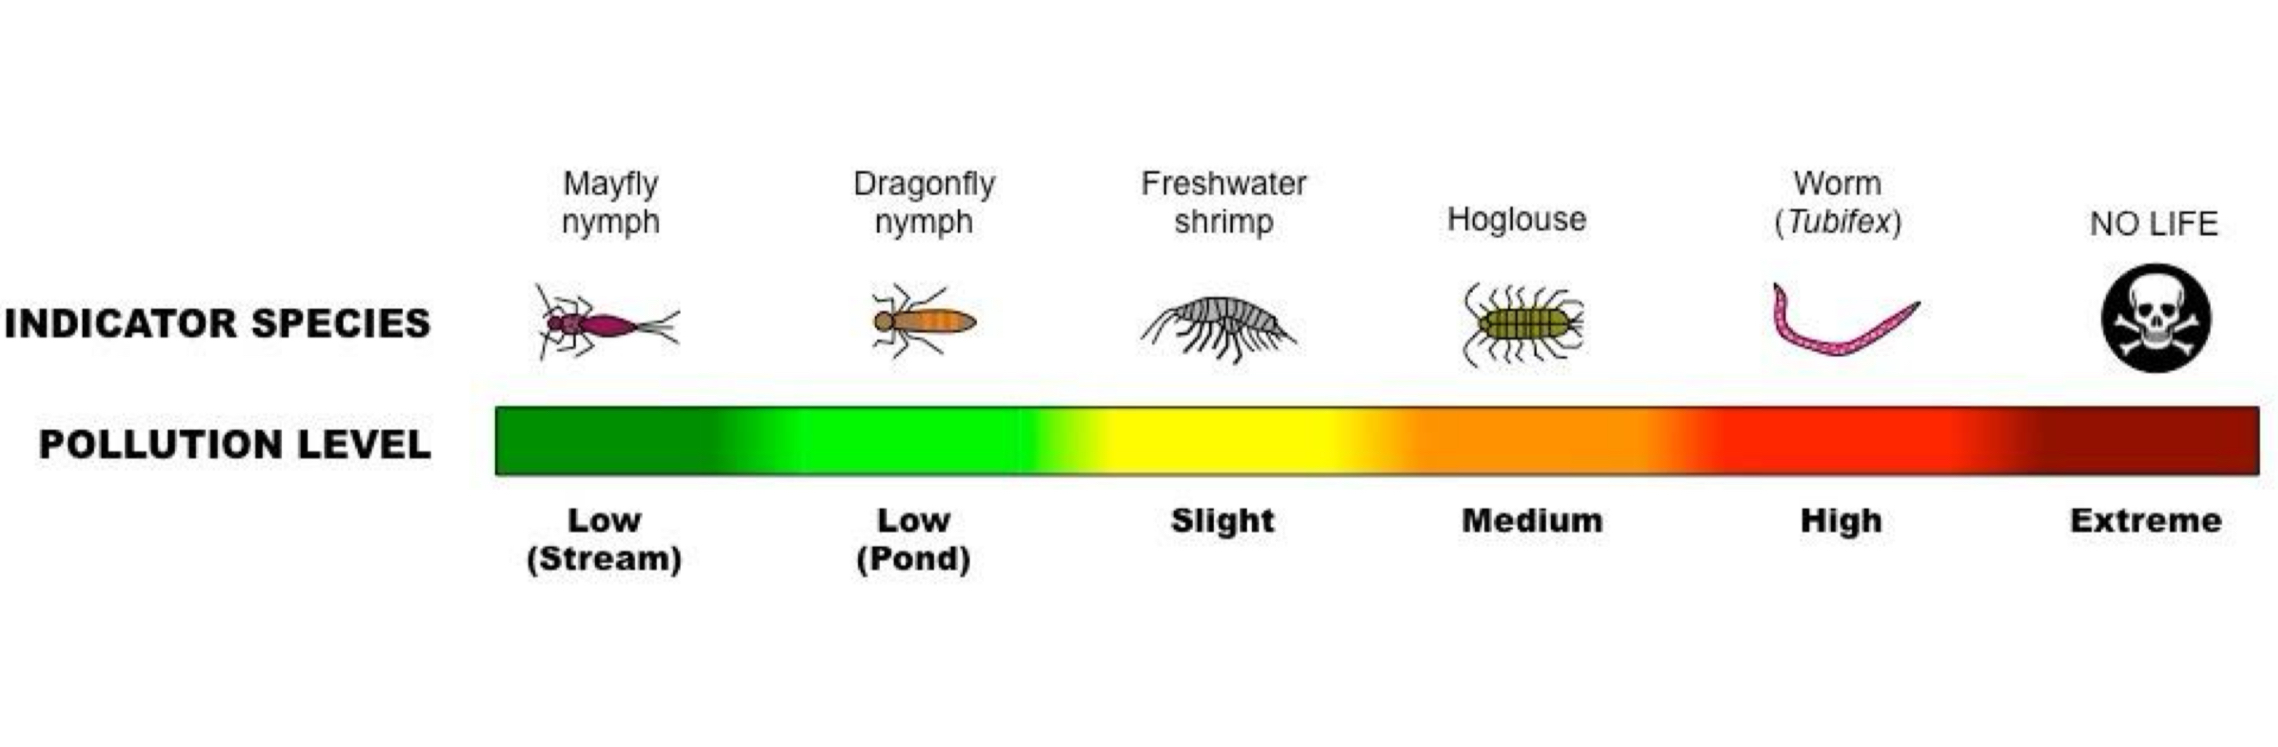 Mayfly
nymph
Dragonfly
nymph
Freshwater
shrimp
Hoglouse
Worm
(Tubifex)
NO LIFE
INDICATOR SPECIES
POLLUTION LEVEL
Low
(Stream)
Low
(Pond)
Slight
Medium
High
Extreme